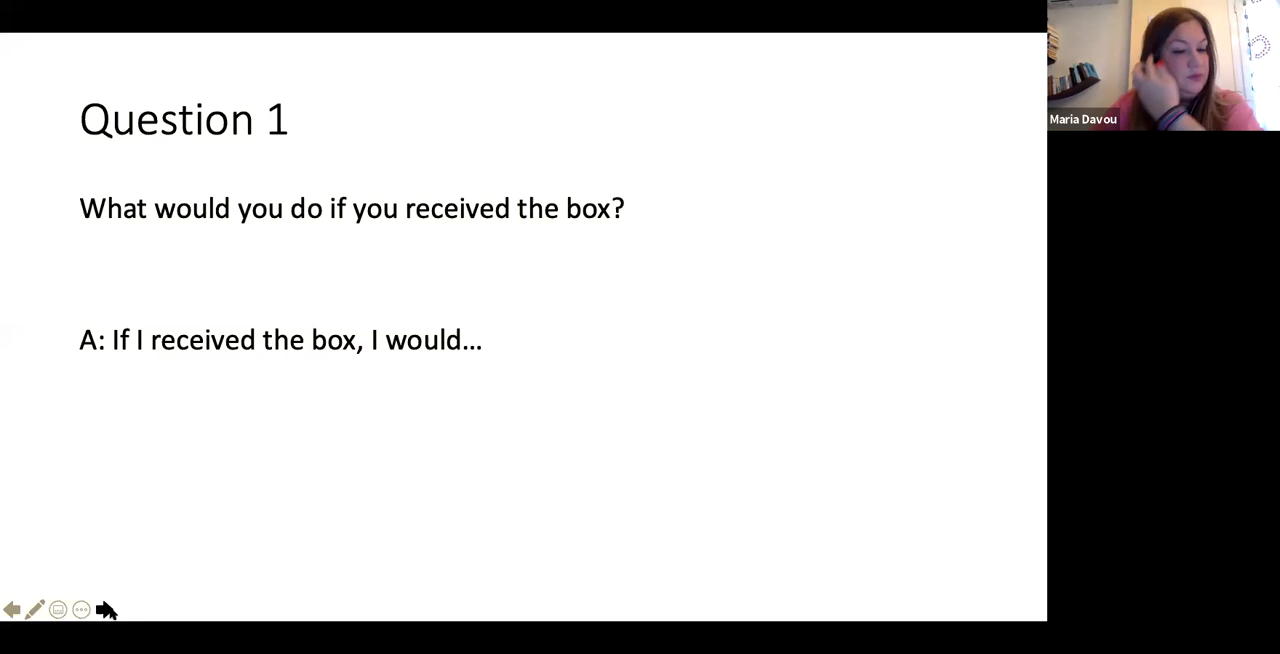 Question 1
What would you do if you received the box?
A: If I received the box, I would...
Maria Davou